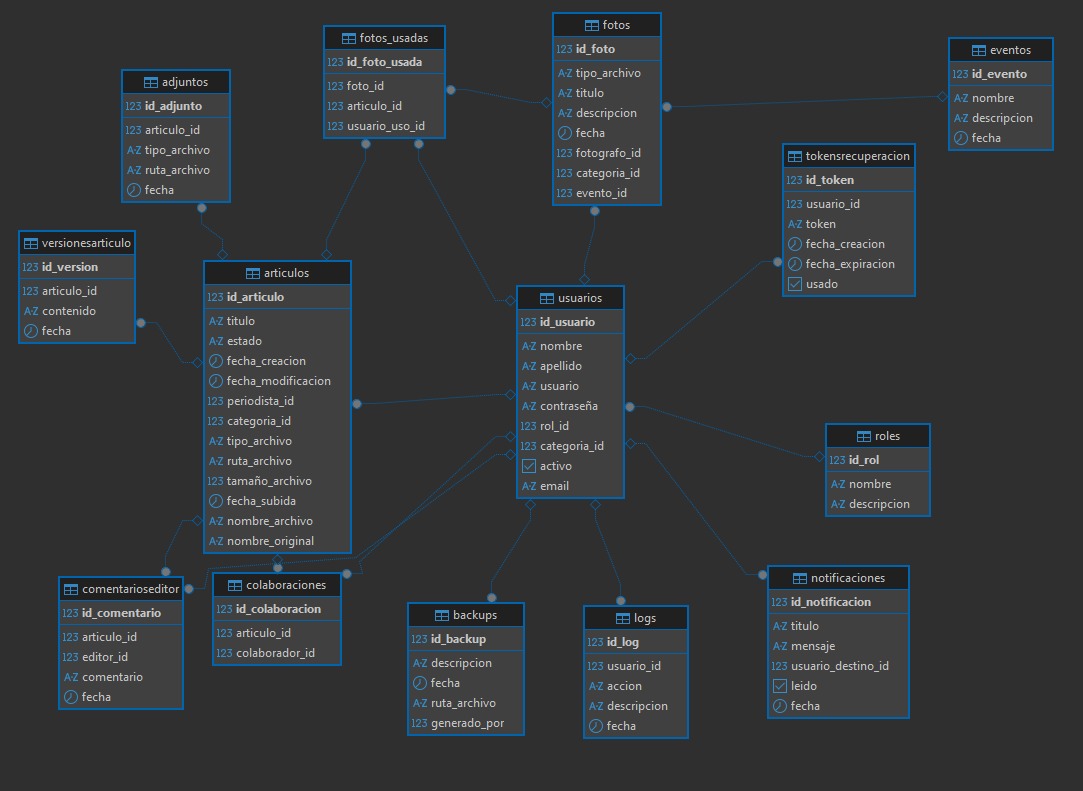 fotos_usadas
123 id_foto_usada
123 foto_id
123 articulo_id
123 usuario_uso_id
fotos
123 id_foto
A-Z tipo_archivo
A-Z titulo
A-Z descripcion
fecha
123 fotografo_id
123 categoria_id
123 evento_id
eventos
123 id_evento
A-Z nombre
A-Z descripcion
fecha
adjuntos
123 id_adjunto
123 articulo_id
A-Z tipo_archivo
A-Z ruta_archivo
fecha
tokensrecuperacion
123 id_token
123 usuario_id
A-Z token
fecha_creacion
fecha_expiracion
usado
versionesarticulo
123 id_version
123 articulo_id
A-Z contenido
fecha
articulos
123 id_articulo
A-Z titulo
A-Z estado
fecha_creacion
fecha_modificacion
123 periodista_id
123 categoria_id
A-Z tipo_archivo
A-Z ruta_archivo
123 tamaño_archivo
fecha_subida
A-Z nombre_archivo
A-Z nombre_original
usuarios
123 id_usuario
A-Z nombre
A-Z apellido
A-Z usuario
A-Z contraseña
123 rol_id
123 categoria_id
activo
A-Z email
roles
123 id_rol
A-Z nombre
A-Z descripcion
comentarioseditor
123 id_comentario
123 articulo_id
123 editor_id
A-Z comentario
fecha
colaboraciones
123 id_colaboracion
123 articulo_id
123 colaborador_id
backups
123 id_backup
A-Z descripcion
fecha
A-Z ruta_archivo
123 generado_por
logs
123 id_log
123 usuario_id
A-Z accion
A-Z descripcion
fecha
notificaciones
123 id_notificacion
A-Z titulo
A-Z mensaje
123 usuario_destino_id
leido
fecha